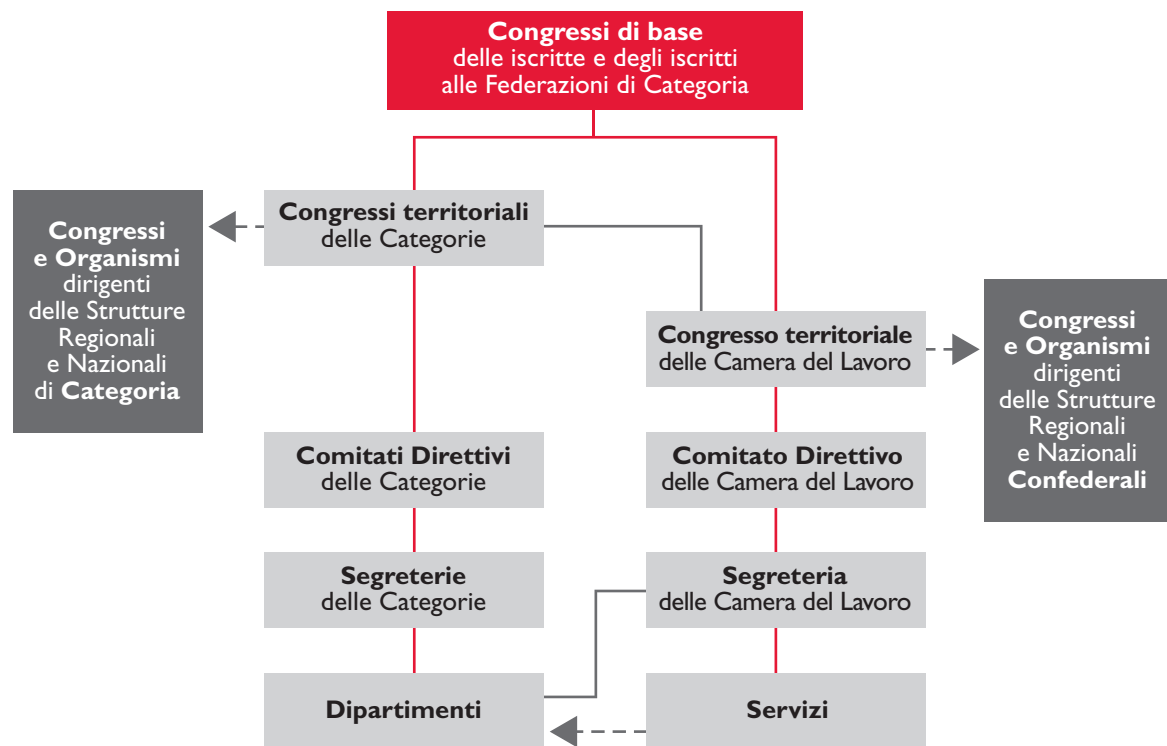 Congressi di base
delle iscritte e degli iscritti
alle Federazioni di Categoria
Congressi territoriali
delle Categorie
Congressi
e Organismi
dirigenti
delle Strutture
Regionali
e Nazionali
di Categoria
Congresso territoriale
delle Camera del Lavoro
Congressi
e Organismi
dirigenti
delle Strutture
Regionali
e Nazionali
Confederali
Comitati Direttivi
delle Categorie
Comitato Direttivo
delle Camera del Lavoro
Segreterie
delle Categorie
Segreteria
delle Camera del Lavoro
Dipartimenti
Servizi